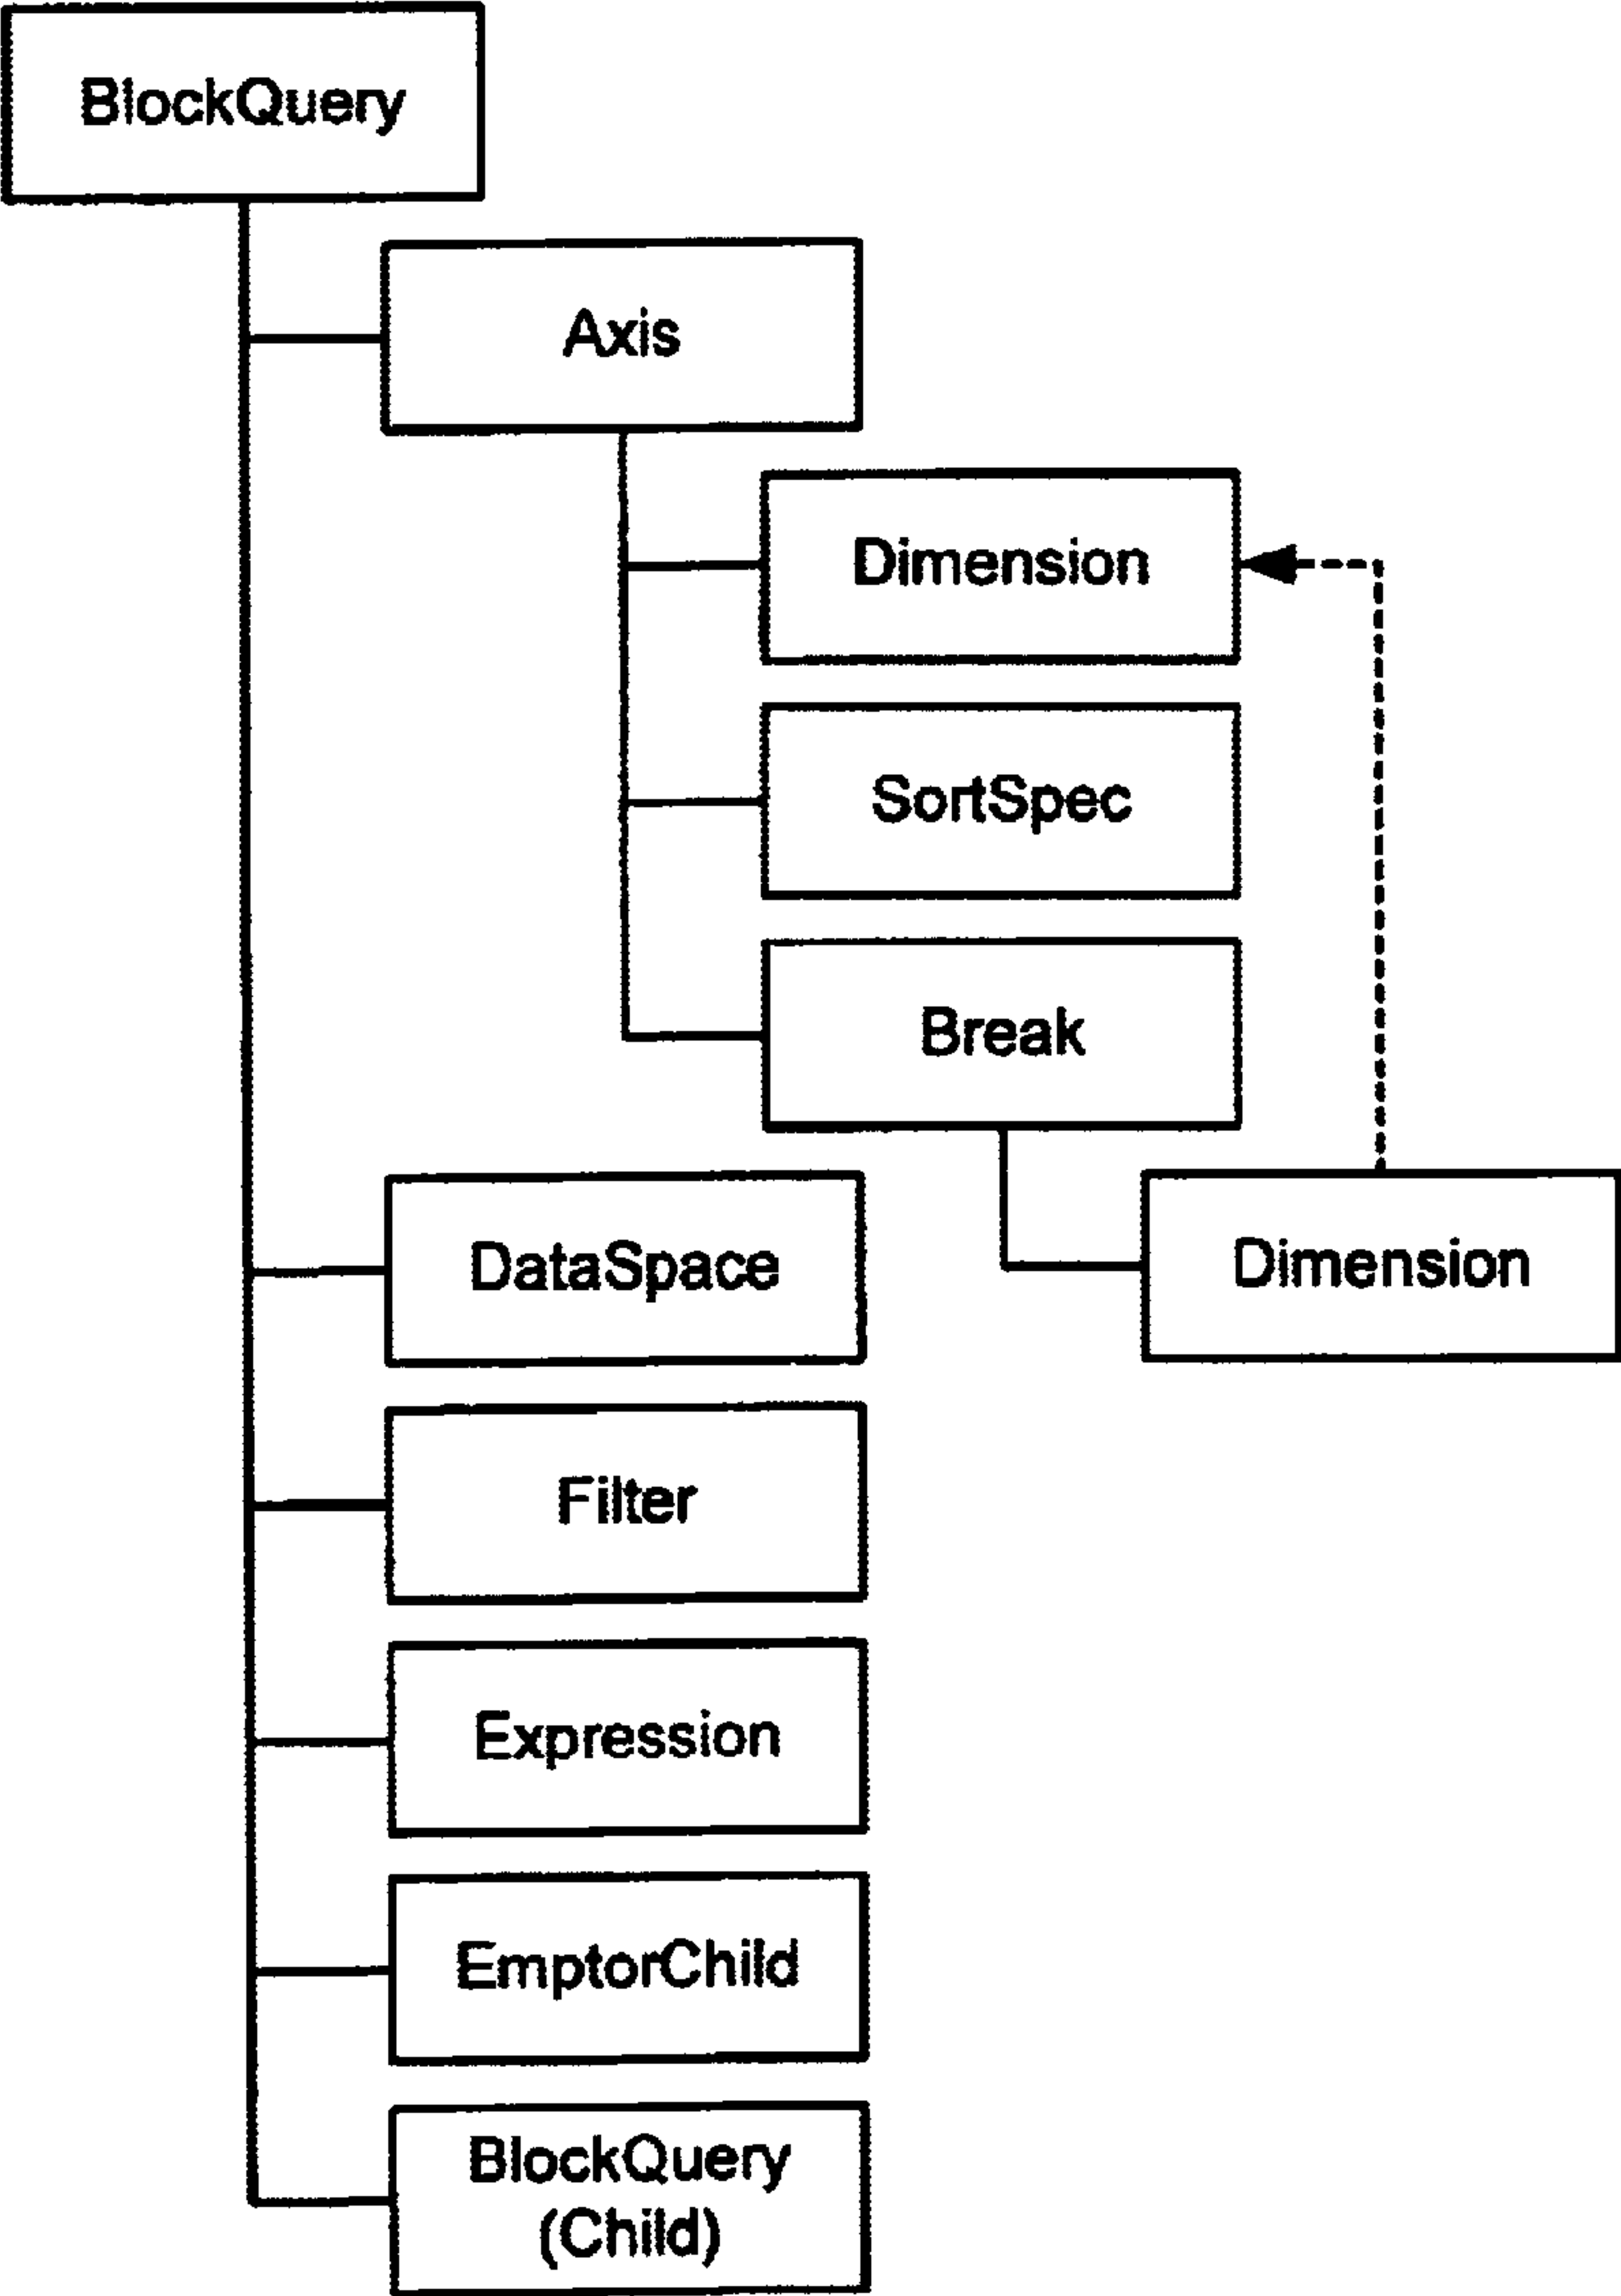 BlockQuery
Axis
Dimension
SortSpec
Break
DataSpace
Dimension
Filter
Expression
EmptorChild
BlockQuery
(Child)